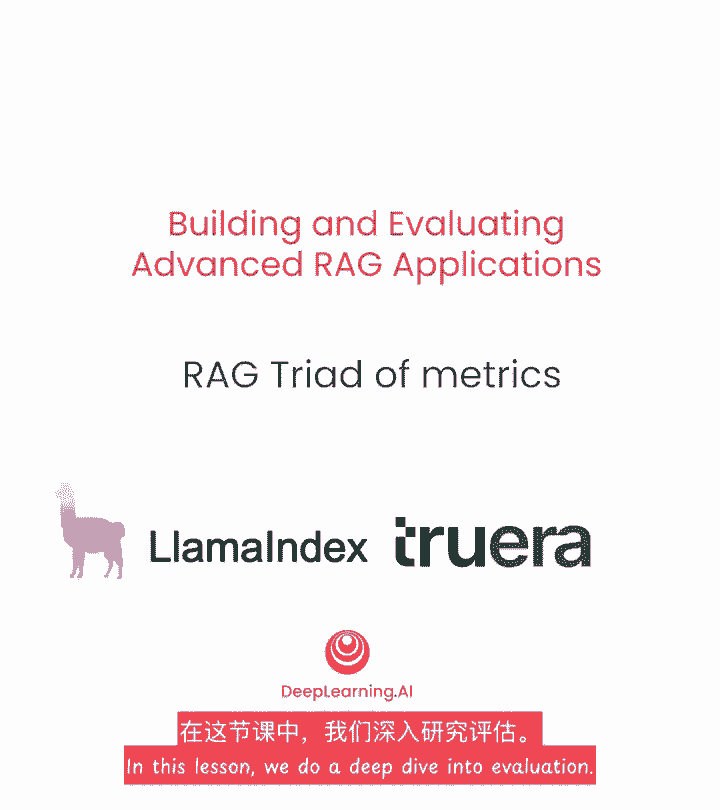 Building and Evaluating
Advanced RAG Applications
RAG Triad of metrics
LlamaIndex truera
DeepLearning.AI
在这节课中，我们深入研究评估。
In this lesson, we do a deep dive into evaluation.